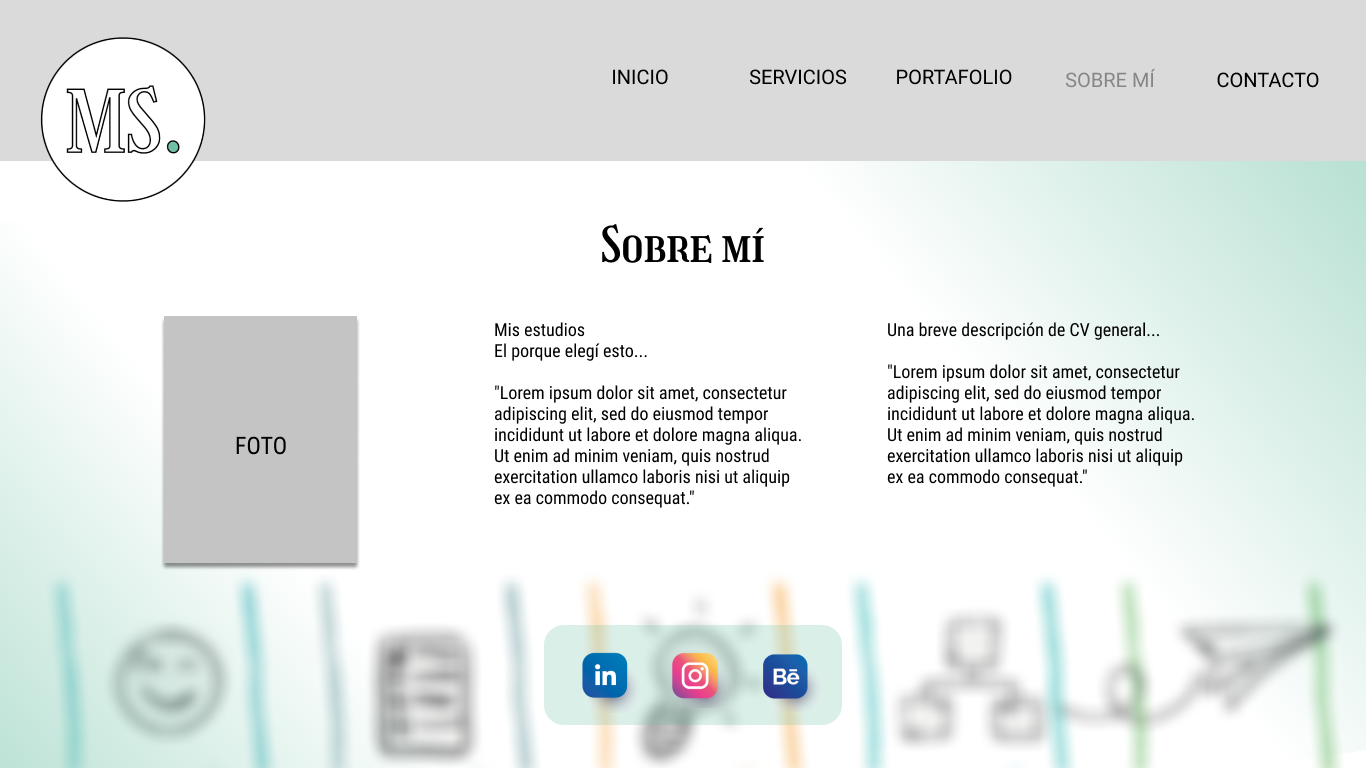 MS.
INICIO
SERVICIOS
PORTAFOLIO
SOBRE MÍ
CONTACTO
Sobre mí
FOTO
Mis estudios
El porque elegí esto...
"Lorem ipsum dolor sit amet, consectetur
adipiscing elit, sed do eiusmod tempor
incididunt ut labore et dolore magna aliqua.
Ut enim ad minim veniam, quis nostrud
exercitation ullamco laboris nisi ut aliquip
ex ea commodo consequat."
Una breve descripción de CV general...
"Lorem ipsum dolor sit amet, consectetur
adipiscing elit, sed do eiusmod tempor
incididunt ut labore et dolore magna aliqua.
Ut enim ad minim veniam, quis nostrud
exercitation ullamco laboris nisi ut aliquip
ex ea commodo consequat."
in
Bē